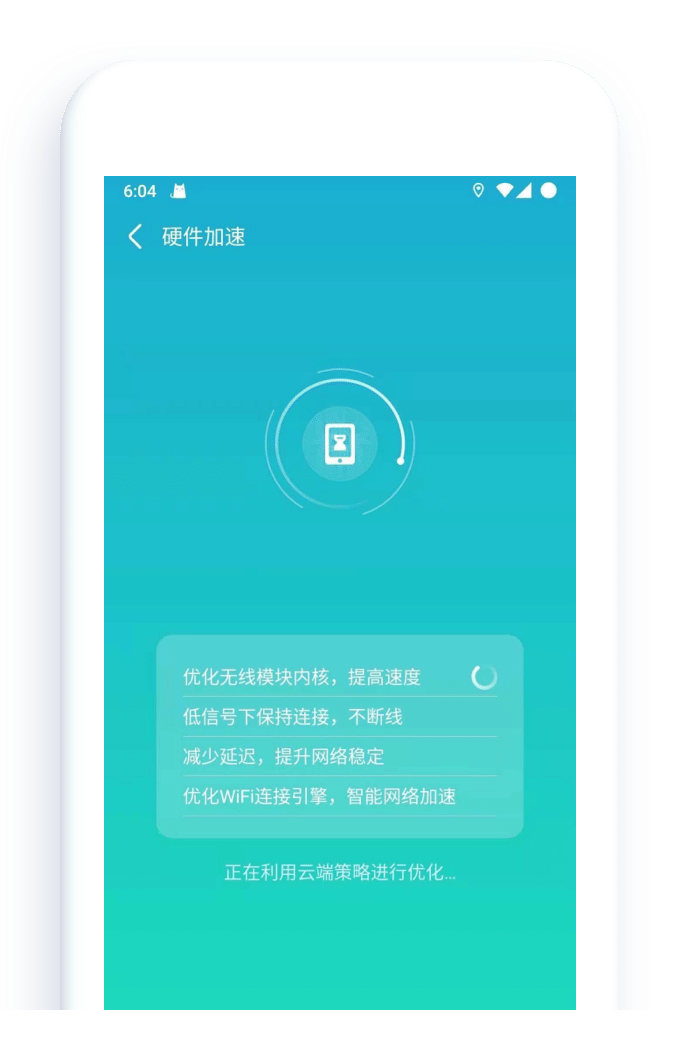 6:04
硬件加速
优化无线模块内核，提高速度
低信号下保持连接，不断线
减少延迟，提升网络稳定
优化WiFi连接引擎，智能网络加速
正在利用云端策略进行优化...